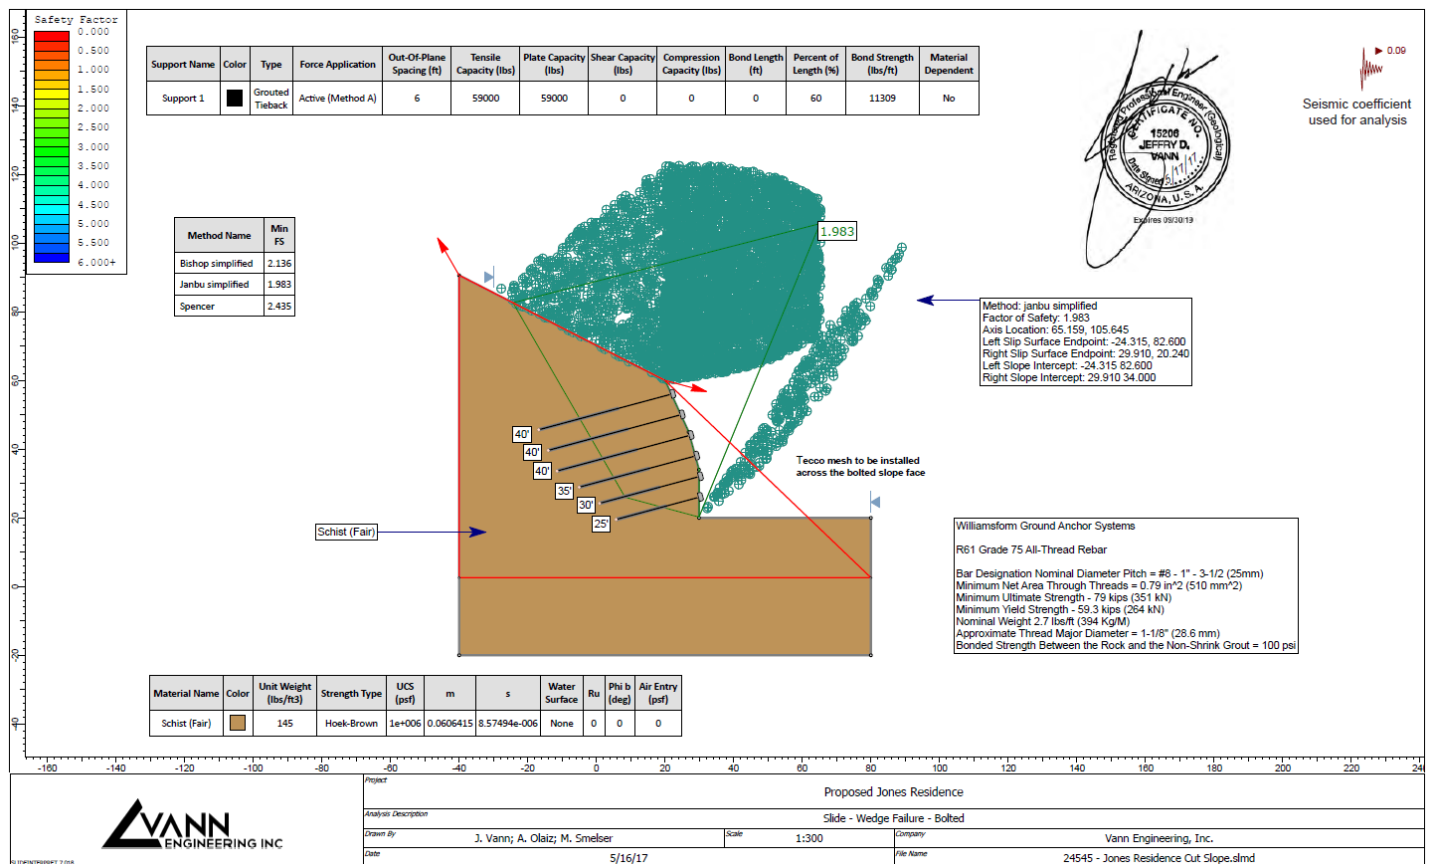 Safety Factor
0.000
0.500
1.000
1.500
2.000
2.500
3.000
3.500
4.000
4.500
5.000
5.500
6.000+
Support Name Color Type Force Application Out-Of-Plane Spacing (ft) Tensile Capacity (lbs) Plate Capacity (lbs) Shear Capacity (lbs) Compression Capacity (lbs) Bond Length (ft) Percent of Length (%) Bond Strength (lbs/ft) Material Dependent
Support 1 Grouted Tieback Active (Method A) 6 59000 59000 0 0 0 60 11309 No
Registered Professional Engineer (Geological)
CERTIFICATE NO.
15206
JEFFRY D.
VANN
Date Signed 5/17/17
ARIZONA, U.S.A.
Expires 09/30/19
0.09
Seismic coefficient
used for analysis
Method Name Min FS
Bishop simplified 2.136
Janbu simplified 1.983
Spencer 2.435
1.983
Method: janbu simplified
Factor of Safety: 1.983
Axis Location: 65.159, 105.645
Left Slip Surface Endpoint: -24.315, 82.600
Right Slip Surface Endpoint: 29.910, 20.240
Left Slope Intercept: -24.315 82.600
Right Slope Intercept: 29.910 34.000
40'
40'
40'
35'
30'
25'
Tecco mesh to be installed
across the bolted slope face
Schist (Fair)
Williamsform Ground Anchor Systems
R61 Grade 75 All-Thread Rebar
Bar Designation Nominal Diameter Pitch = #8 - 1" - 3-1/2 (25mm)
Minimum Net Area Through Threads = 0.79 in^2 (510 mm^2)
Minimum Ultimate Strength - 79 kips (351 kN)
Minimum Yield Strength - 59.3 kips (264 kN)
Nominal Weight 2.7 lbs/ft (394 Kg/M)
Approximate Thread Major Diameter = 1-1/8" (28.6 mm)
Bonded Strength Between the Rock and the Non-Shrink Grout = 100 psi
Material Name Color Unit Weight (lbs/ft3) Strength Type UCS (psf) m s Water Surface Ru Phi b (deg) Air Entry (psf)
Schist (Fair) 145 Hoek-Brown 1e+006 0.0606415 8.57494e-006 None 0 0 0
160
140
120
100
80
60
40
20
0
-20
-40
-160 -140 -120 -100 -80 -60 -40 -20 0 20 40 60 80 100 120 140 160 180 200 220 240
VANN
ENGINEERING INC
SLIDEINTERPRET 7.018
Project
Proposed Jones Residence
Analysis Description
Slide - Wedge Failure - Bolted
Drawn By J. Vann; A. Olaiz; M. Smelser Scale 1:300 Company Vann Engineering, Inc.
Date 5/16/17 File Name 24545 - Jones Residence Cut Slope.slmd